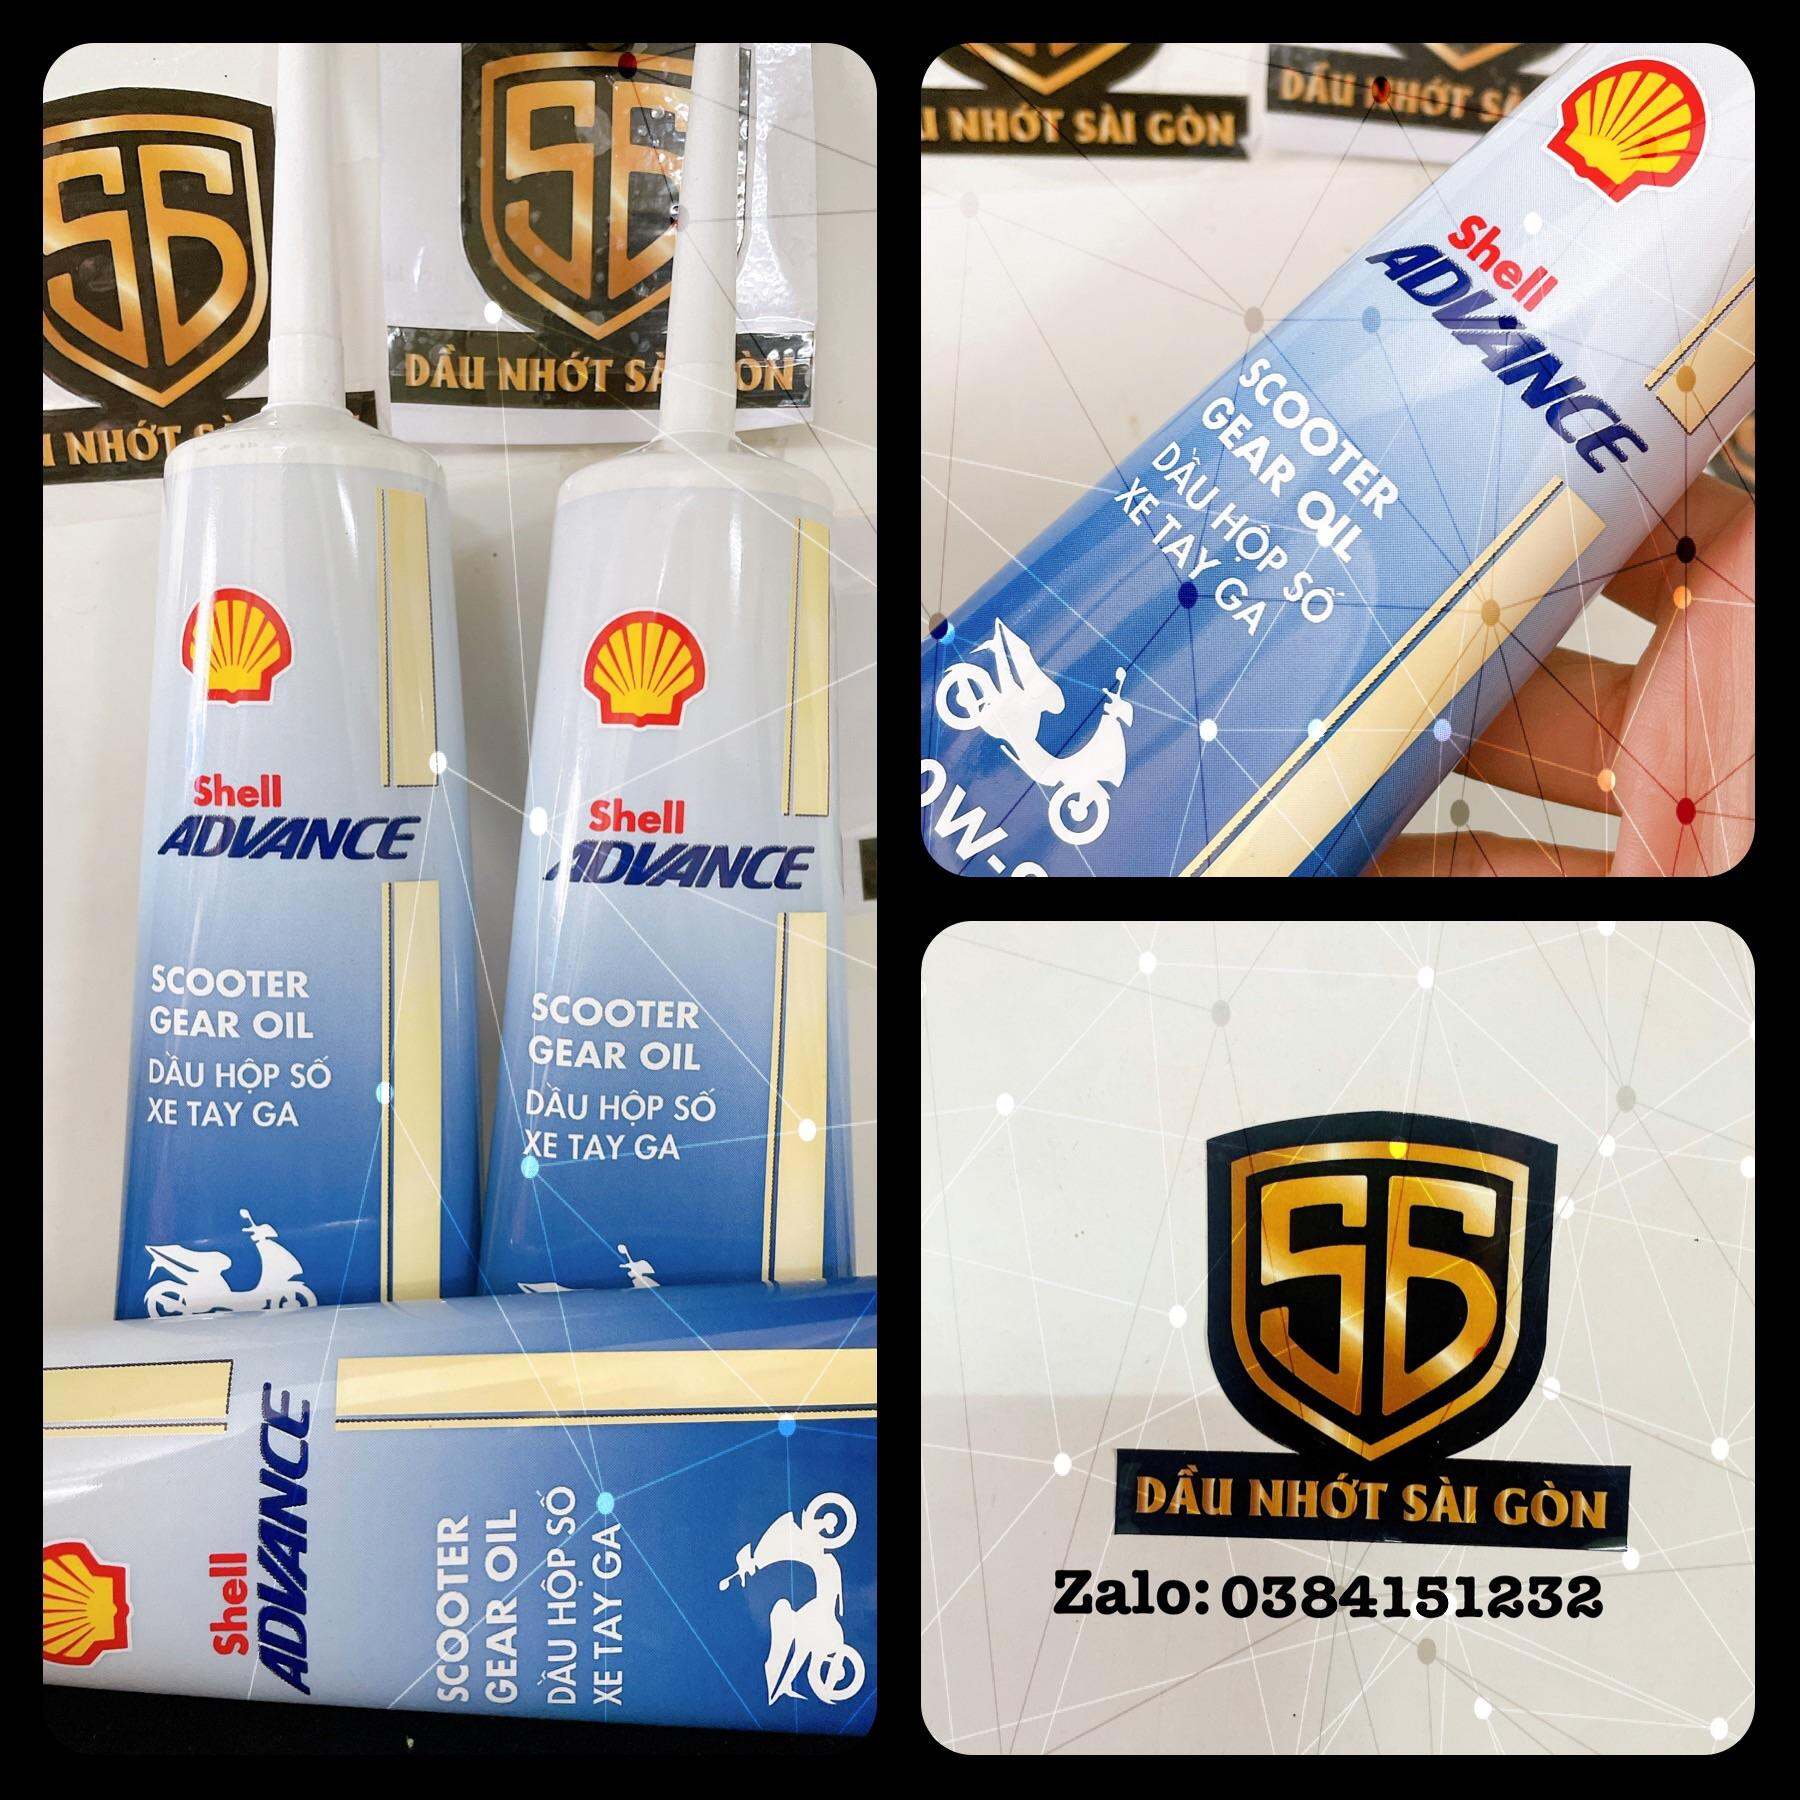 SG
DẦU NHỚT SÀI GÒN
SG
NHỚT
Shell
ADVANCE
SCOOTER
GEAR OIL
DẦU HỘP SỐ
XE TAY GA
Shell
ADVANCE
SCOOTER
GEAR OIL
DẦU HỘP SỐ
XE TAY GA
Shell
ADVANCE
SCOOTER
GEAR OIL
DẦU HỘP SỐ
XE TAY GA
NHỚT SÀI GÒN
DẦU NHỚT
Shell
ADVANCE
SCOOTER
GEAR OIL
DẦU HỘP SỐ
XE TAY GA
SG
DẦU NHỚT SÀI GÒN
Zalo: 0384151232